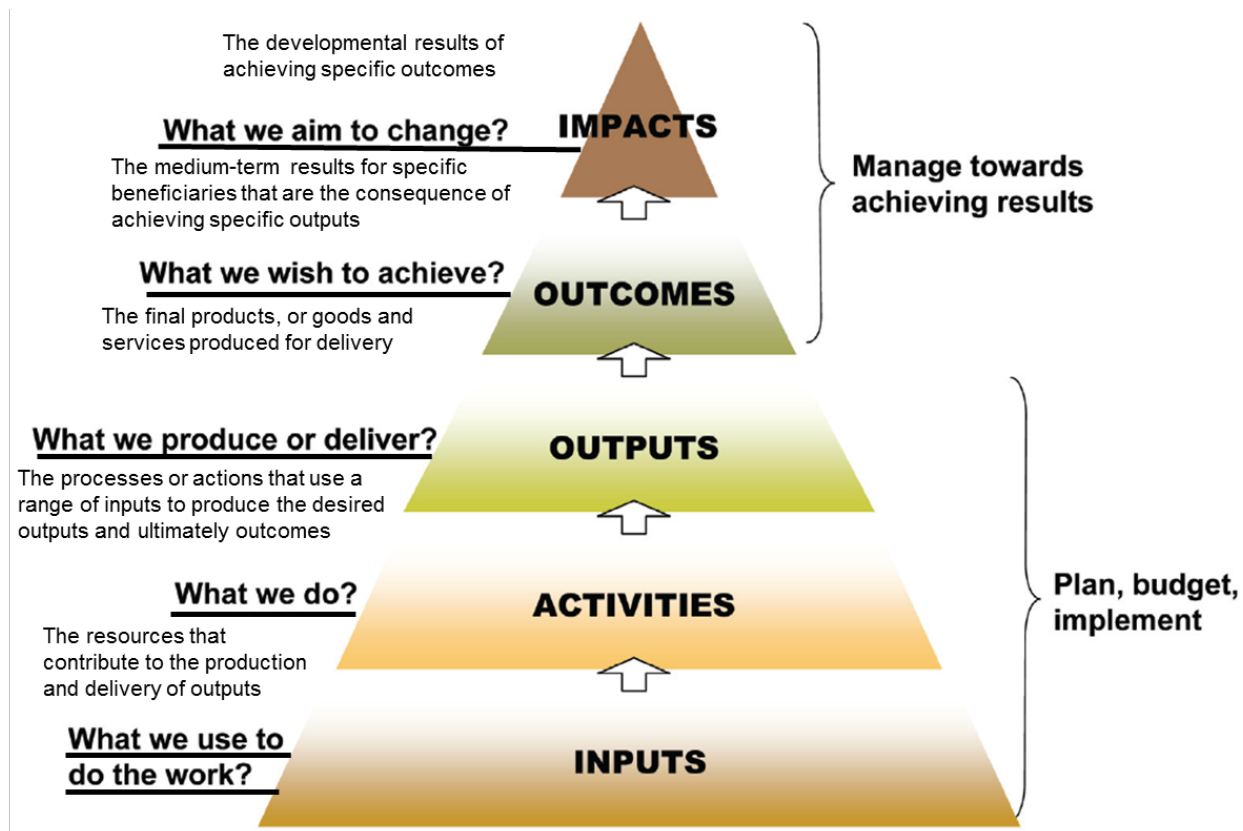 The developmental results of
achieving specific outcomes
What we aim to change?
IMPACTS
The medium-term results for specific
beneficiaries that are the consequence of
achieving specific outputs
Manage towards
achieving results
What we wish to achieve?
OUTCOMES
The final products, or goods and
services produced for delivery
What we produce or deliver?
OUTPUTS
The processes or actions that use a
range of inputs to produce the desired
outputs and ultimately outcomes
What we do?
ACTIVITIES
Plan, budget,
implement
The resources that
contribute to the production
and delivery of outputs
What we use to
do the work?
INPUTS